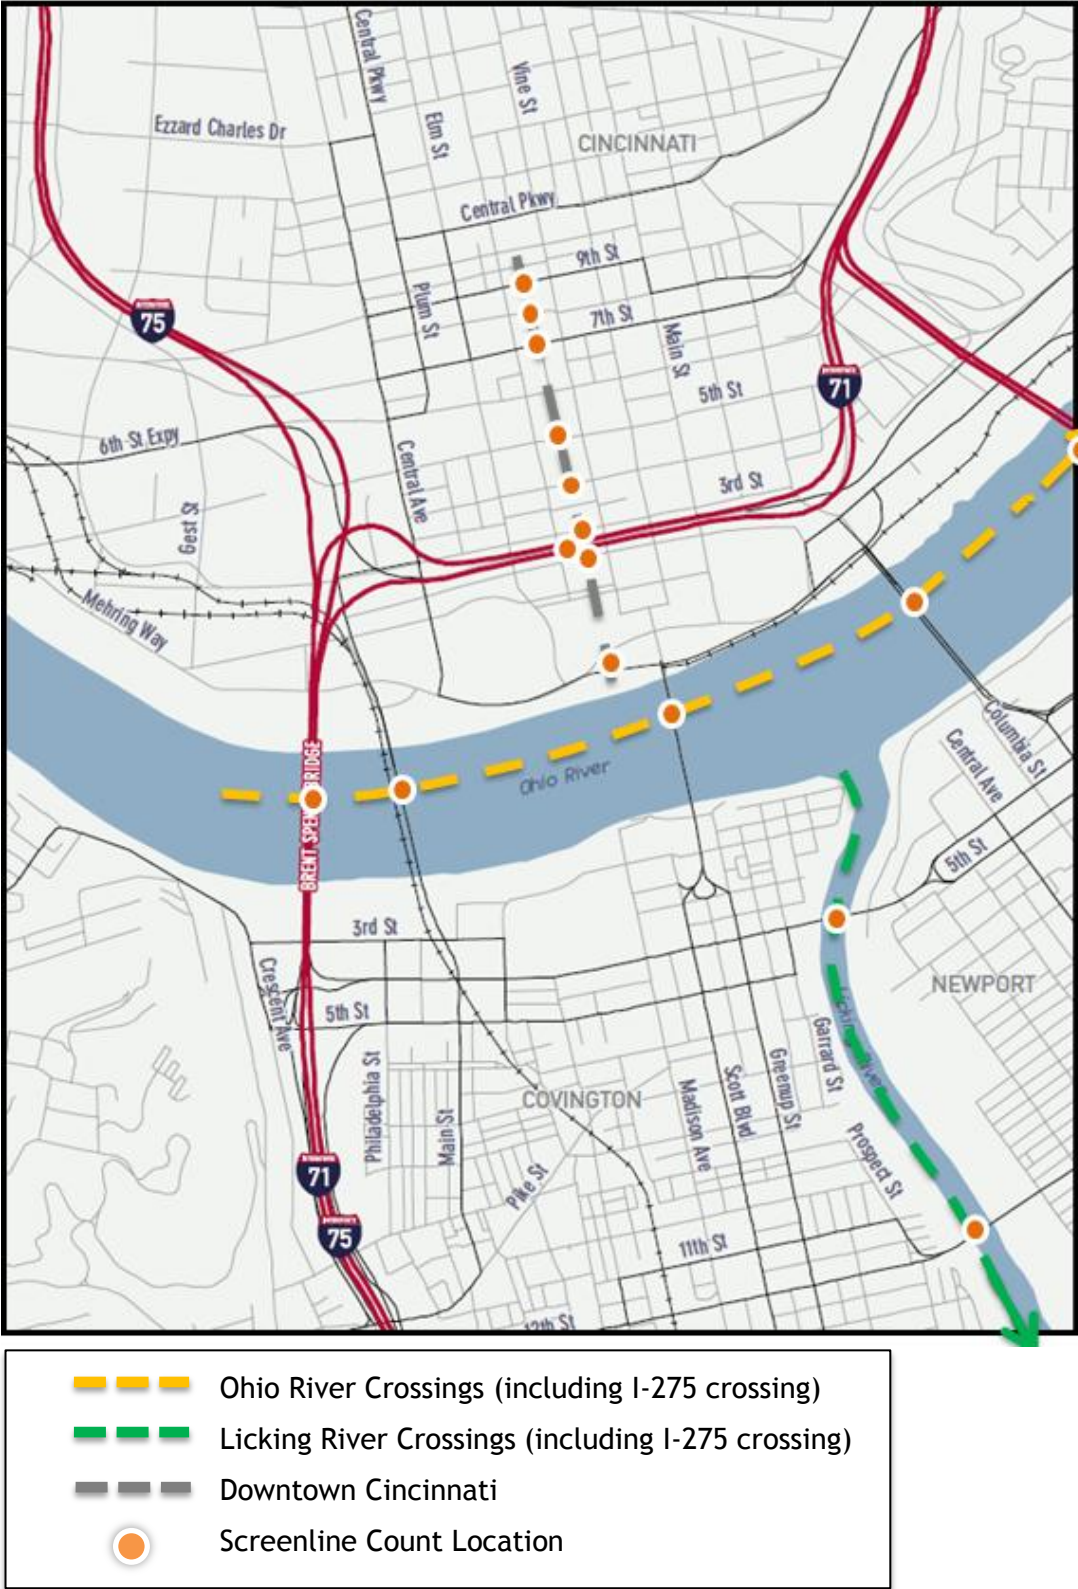 Central Pkwy
Vine St
Elm St
Ezzard Charles Dr
CINCINNATI
Central Pkwy
9th St
75
Plum St
7th St
Main St
71
5th St
6th St Expy
Central Ave
3rd St
Gest St
Mehring Way
Columbia St
Central Ave
Ohio River
BRENT SPEN BRIDGE
5th St
3rd St
NEWPORT
Crescent Ave
5th St
Licking River
Garrard St
Philadelphia St
Scott Blvd
Greenup St
COVINGTON
Madison Ave
Main St
Prospect St
71
Pike St
75
11th St
12th St
Ohio River Crossings (including I-275 crossing)
Licking River Crossings (including I-275 crossing)
Downtown Cincinnati
Screenline Count Location